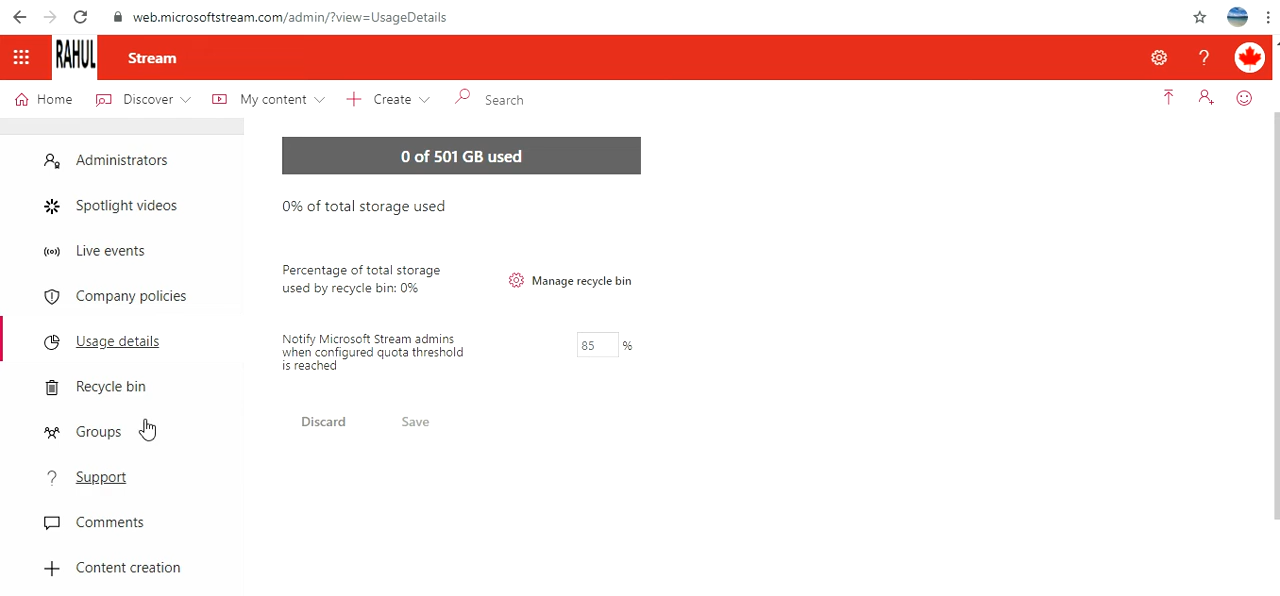 web.microsoftstream.com/admin/?view=UsageDetails
RAHUL
Stream
?
Home
Discover
My content
Create
Search
Administrators
Spotlight videos
Live events
Company policies
Usage details
Recycle bin
Groups
? Support
Comments
Content creation
0 of 501 GB used
0% of total storage used
Percentage of total storage
used by recycle bin: 0%
Manage recycle bin
Notify Microsoft Stream admins
when configured quota threshold
is reached
85 %
Discard
Save